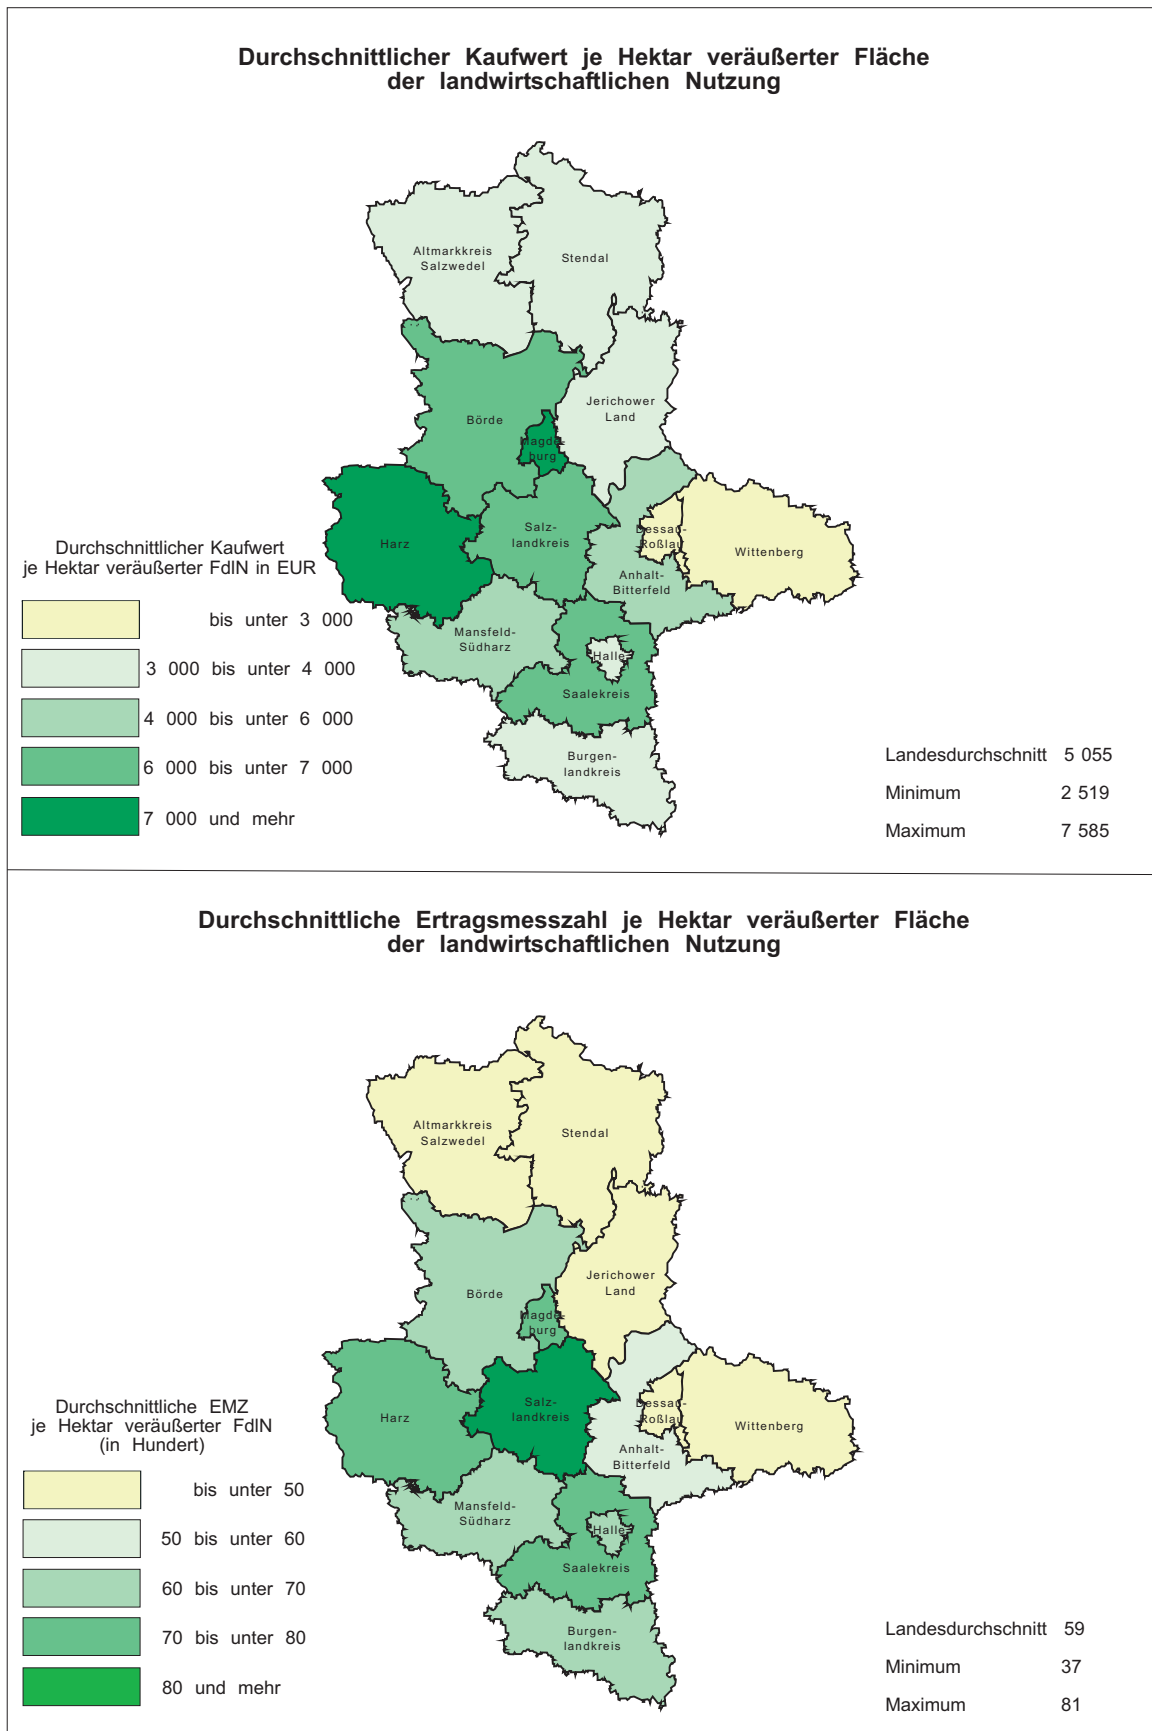 Durchschnittlicher Kaufwert je Hektar veräußerter Fläche
der landwirtschaftlichen Nutzung
Altmarkkreis
Salzwedel
Stendal
Jerichower
Land
Börde
Magde-
burg
Harz
Salz-
landkreis
Dessau-
Roßlau
Wittenberg
Anhalt-
Bitterfeld
Mansfeld-
Südharz
Halle
Saalekreis
Burgen-
landkreis
Durchschnittlicher Kaufwert
je Hektar veräußerter FdlN in EUR
bis unter 3 000
3 000 bis unter 4 000
4 000 bis unter 6 000
6 000 bis unter 7 000
7 000 und mehr
Landesdurchschnitt 5 055
Minimum 2 519
Maximum 7 585
Durchschnittliche Ertragsmesszahl je Hektar veräußerter Fläche
der landwirtschaftlichen Nutzung
Altmarkkreis
Salzwedel
Stendal
Jerichower
Land
Börde
Magde-
burg
Harz
Salz-
landkreis
Dessau-
Roßlau
Wittenberg
Anhalt-
Bitterfeld
Mansfeld-
Südharz
Halle
Saalekreis
Burgen-
landkreis
Durchschnittliche EMZ
je Hektar veräußerter FdlN
(in Hundert)
bis unter 50
50 bis unter 60
60 bis unter 70
70 bis unter 80
80 und mehr
Landesdurchschnitt 59
Minimum 37
Maximum 81